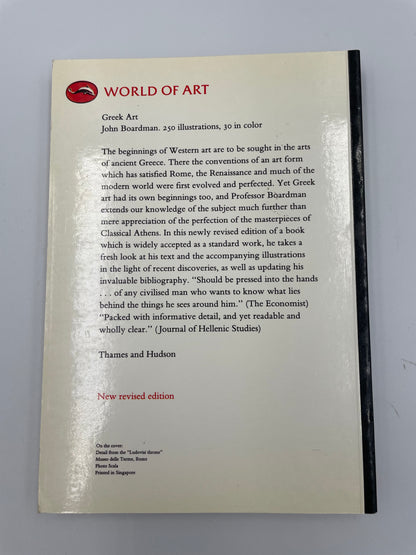 WORLD OF ART
Greek Art
John Boardman. 250 illustrations, 30 in color
The beginnings of Western art are to be sought in the arts
of ancient Greece. There the conventions of an art form
which has satisfied Rome, the Renaissance and much of the
modern world were first evolved and perfected. Yet Greek
art had its own beginnings too, and Professor Boardman
extends our knowledge of the subject much further than
mere appreciation of the perfection of the masterpieces of
Classical Athens. In this newly revised edition of a book
which is widely accepted as a standard work, he takes a
fresh look at his text and the accompanying illustrations
in the light of recent discoveries, as well as updating his
invaluable bibliography. “Should be pressed into the hands
. . . of any civilised man who wants to know what lies
behind the things he sees around him.” (The Economist)
“Packed with informative detail, and yet readable and
wholly clear.” (Journal of Hellenic Studies)
Thames and Hudson
New revised edition
On the cover:
Detail from the “Ludovisi throne”
Museo delle Terme, Rome
Photo Scala
Printed in Singapore